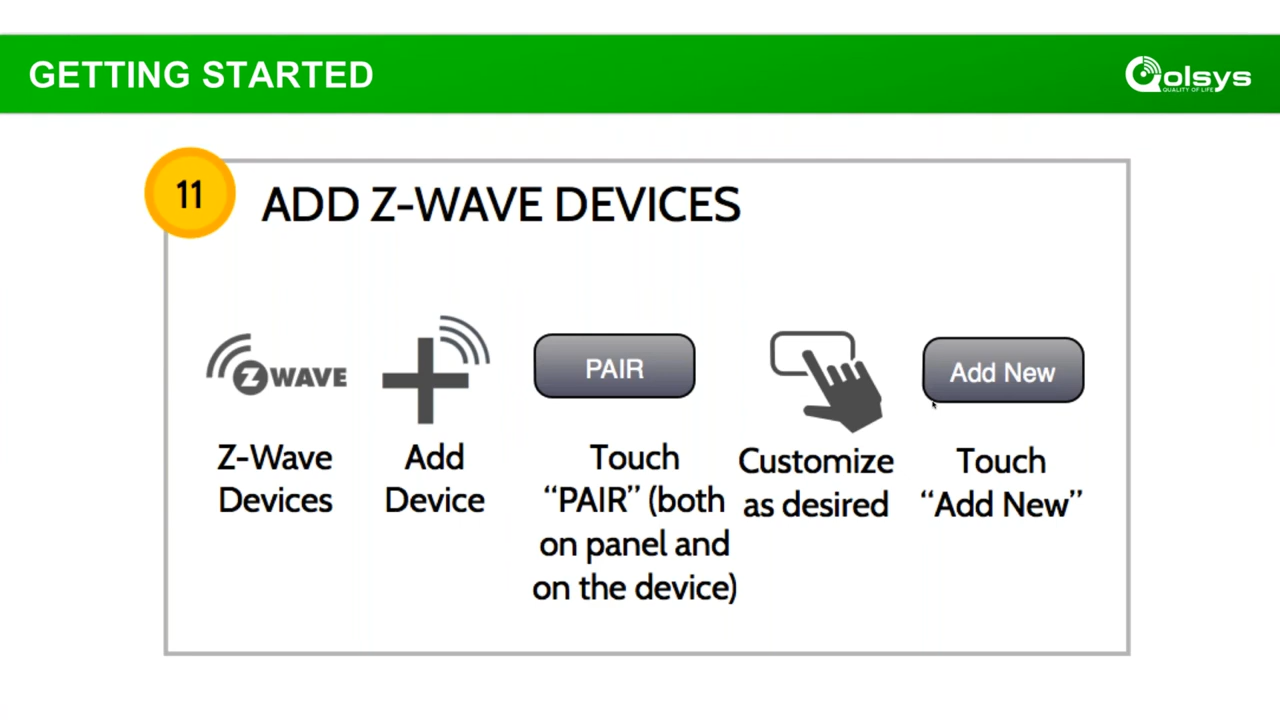 GETTING STARTED
Qolsys
QUALITY OF LIFE
11
ADD Z-WAVE DEVICES
Z WAVE
PAIR
Add New
Z-Wave
Devices
Add
Device
Touch
“PAIR” (both
on panel and
on the device)
Customize
as desired
Touch
“Add New”